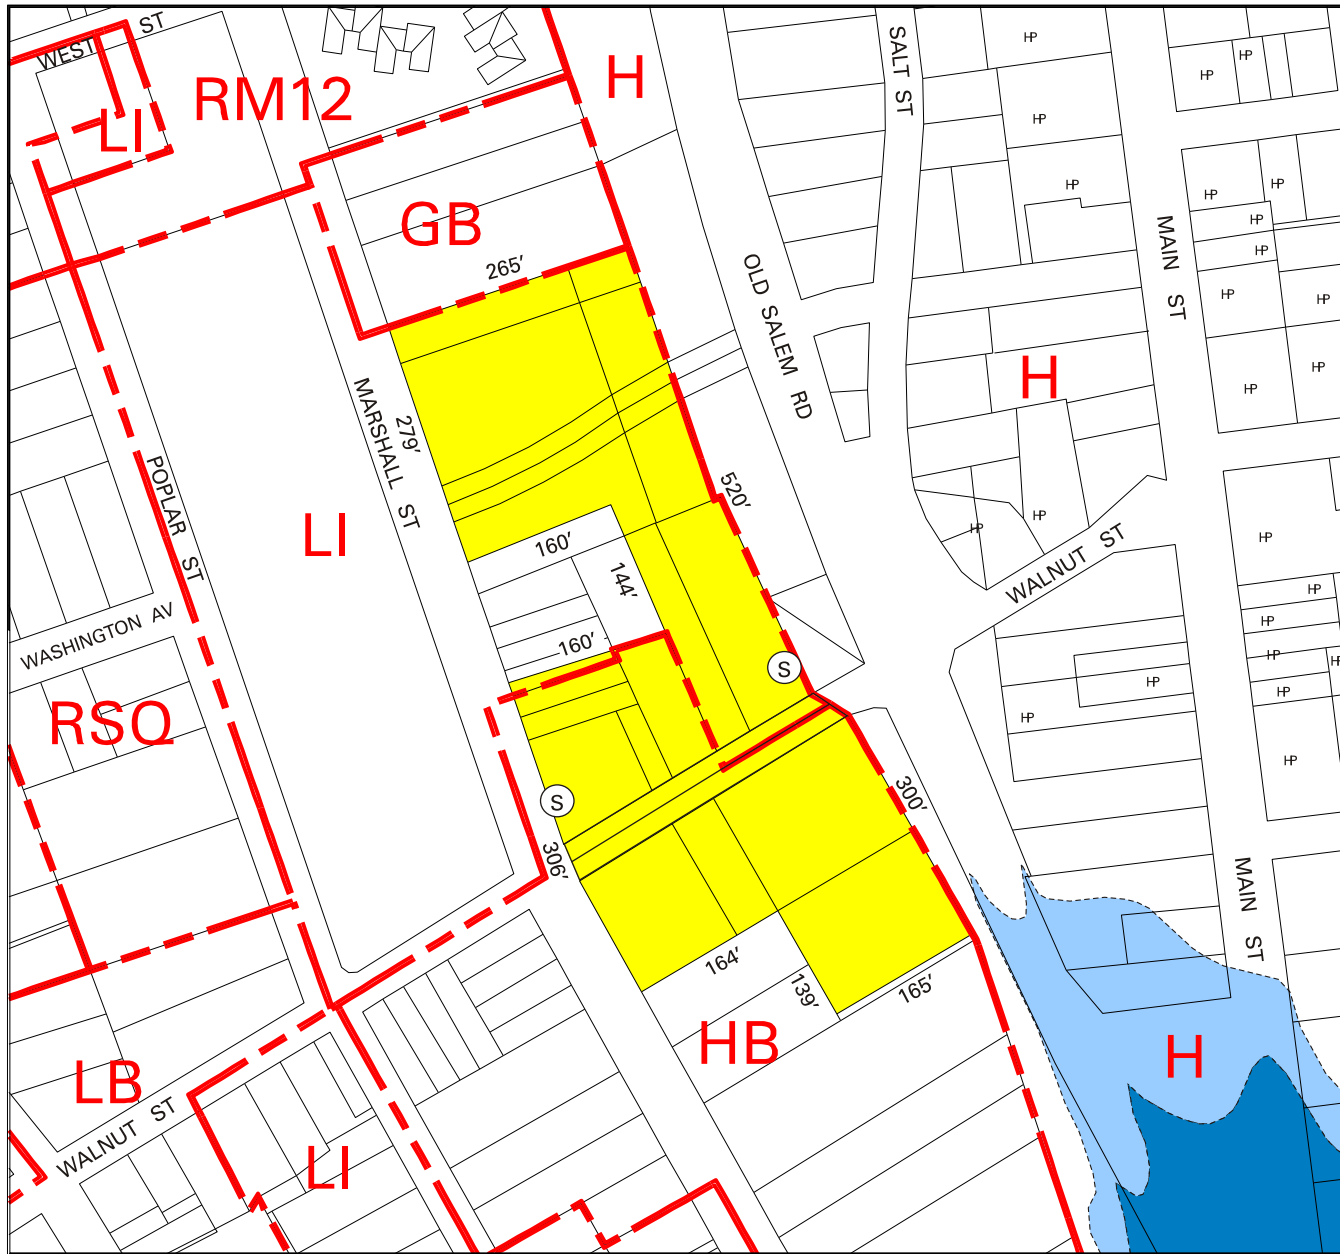 WEST ST
SALT ST
HP
HP
HP
H
RM12
LI
HP
HP
HP
HP
HP
GB
HP
HP
MAIN ST
265′
HP
HP
OLD SALEM RD
H
HP
HP
MARSHALL ST
279′
POPLAR ST
LI
520′
HP
HP
HP
WALNUT ST
160′
144′
HP
WASHINGTON AV
160′
HP
S
HP
HP
HP
HP
RSQ
HP
HP
S
300′
306′
MAIN ST
164′
139′
165′
HB
H
LB
WALNUT ST
LI